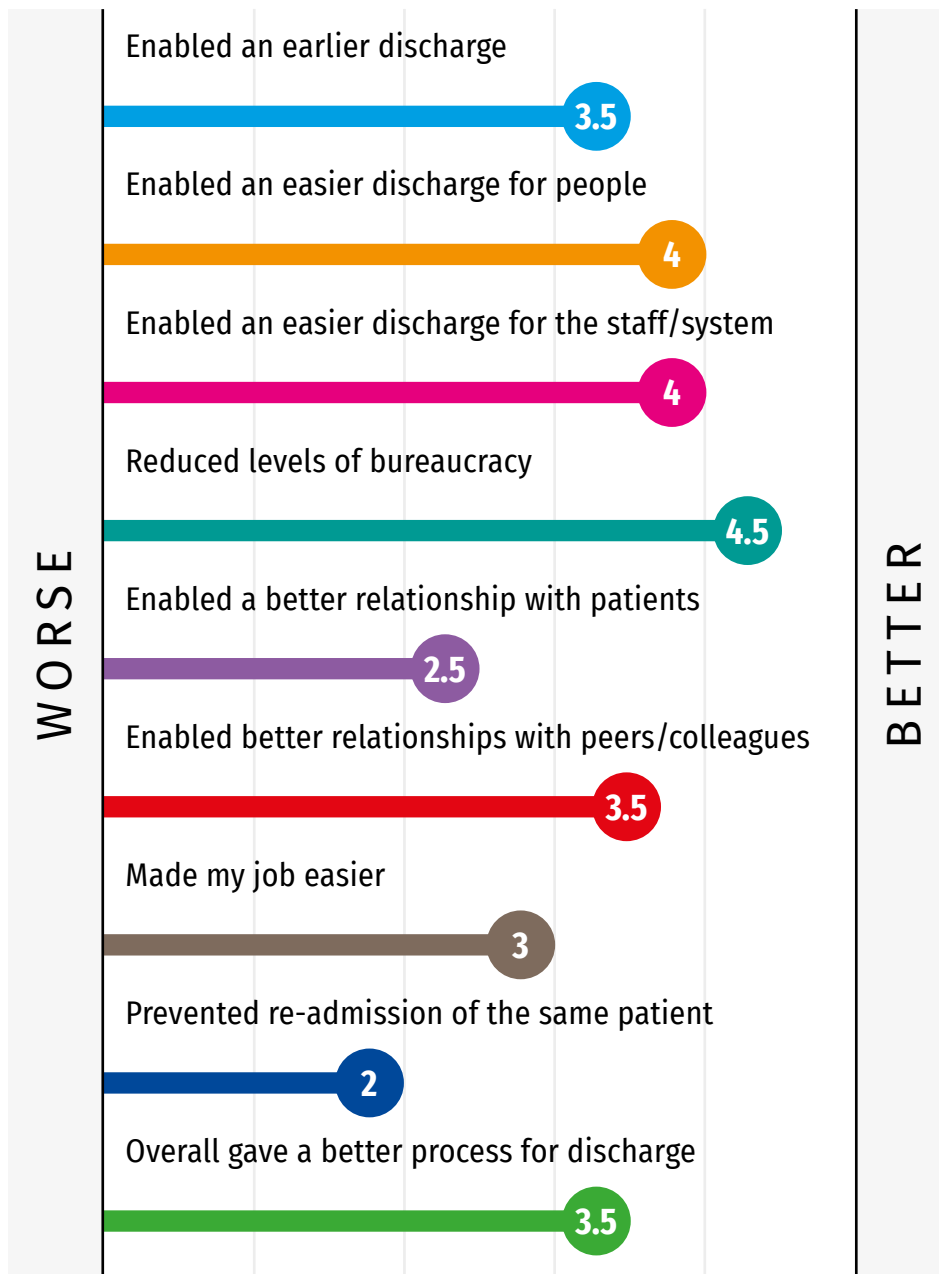 Enabled an earlier discharge
3.5
Enabled an easier discharge for people
4
Enabled an easier discharge for the staff/system
4
Reduced levels of bureaucracy
4.5
Enabled a better relationship with patients
2.5
Enabled better relationships with peers/colleagues
3.5
Made my job easier
3
Prevented re-admission of the same patient
2
Overall gave a better process for discharge
3.5
WORSE
BETTER